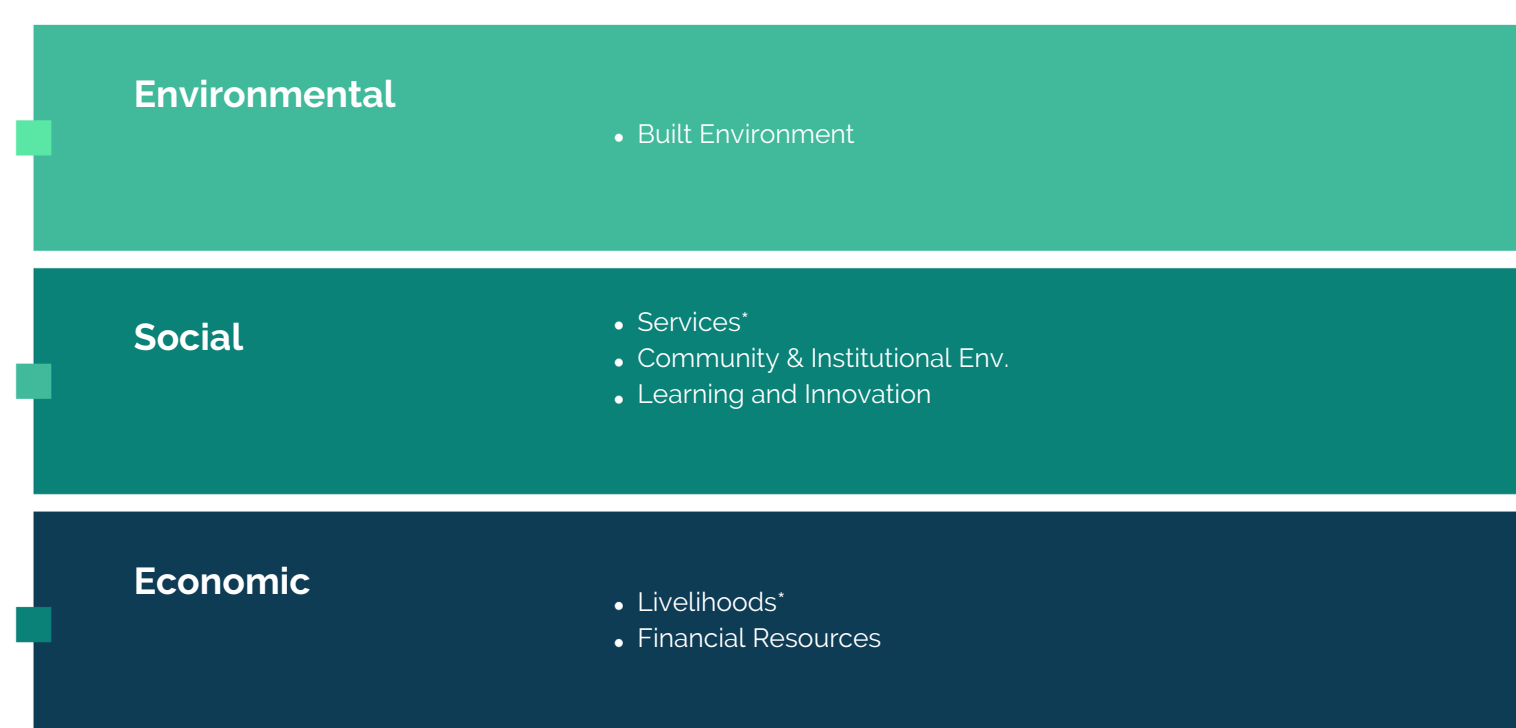 Environmental
• Built Environment
Social
• Services*
• Community & Institutional Env.
• Learning and Innovation
Economic
• Livelihoods*
• Financial Resources